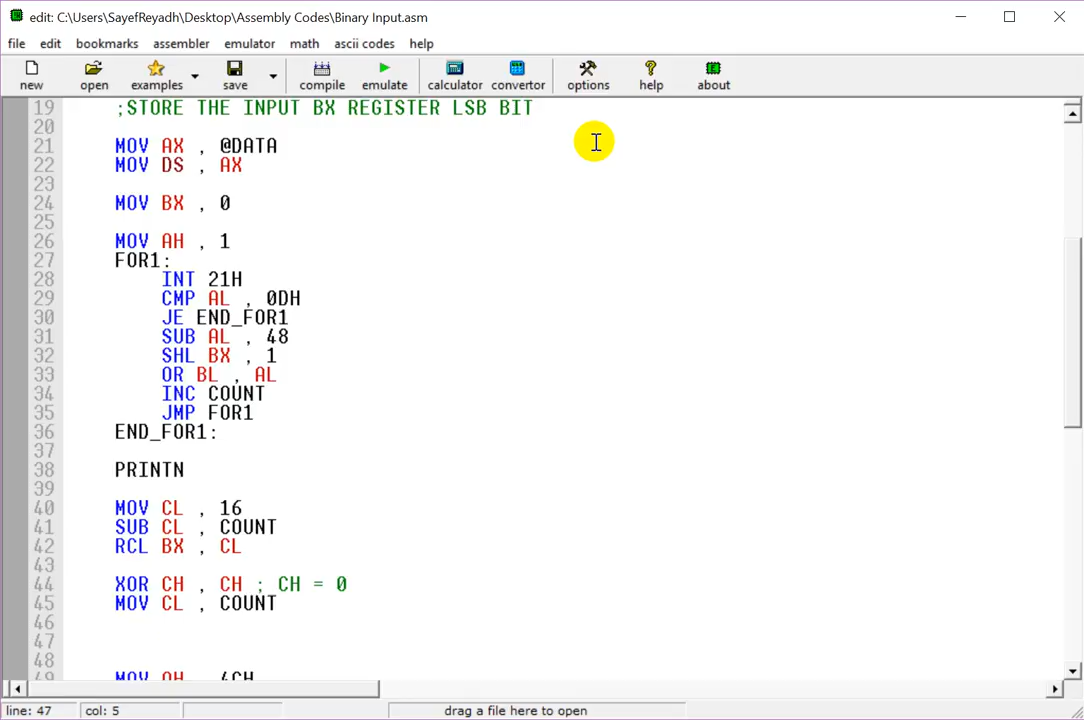 edit: C:\Users\SayefReyadh\Desktop\Assembly Codes\Binary Input.asm
file edit bookmarks assembler emulator math ascii codes help
new open examples save compile emulate calculator convertor options help about
19 ;STORE THE INPUT BX REGISTER LSB BIT
20
21 MOV AX , @DATA
22 MOV DS , AX
23
24 MOV BX , 0
25
26 MOV AH , 1
27 FOR1:
28 INT 21H
29 CMP AL , 0DH
30 JE END_FOR1
31 SUB AL , 48
32 SHL BX , 1
33 OR BL , AL
34 INC COUNT
35 JMP FOR1
36 END_FOR1:
37
38 PRINTN
39
40 MOV CL , 16
41 SUB CL , COUNT
42 RCL BX , CL
43
44 XOR CH , CH ; CH = 0
45 MOV CL , COUNT
46
47
48
49 MOV AH , 4CH
line: 47 col: 5 drag a file here to open